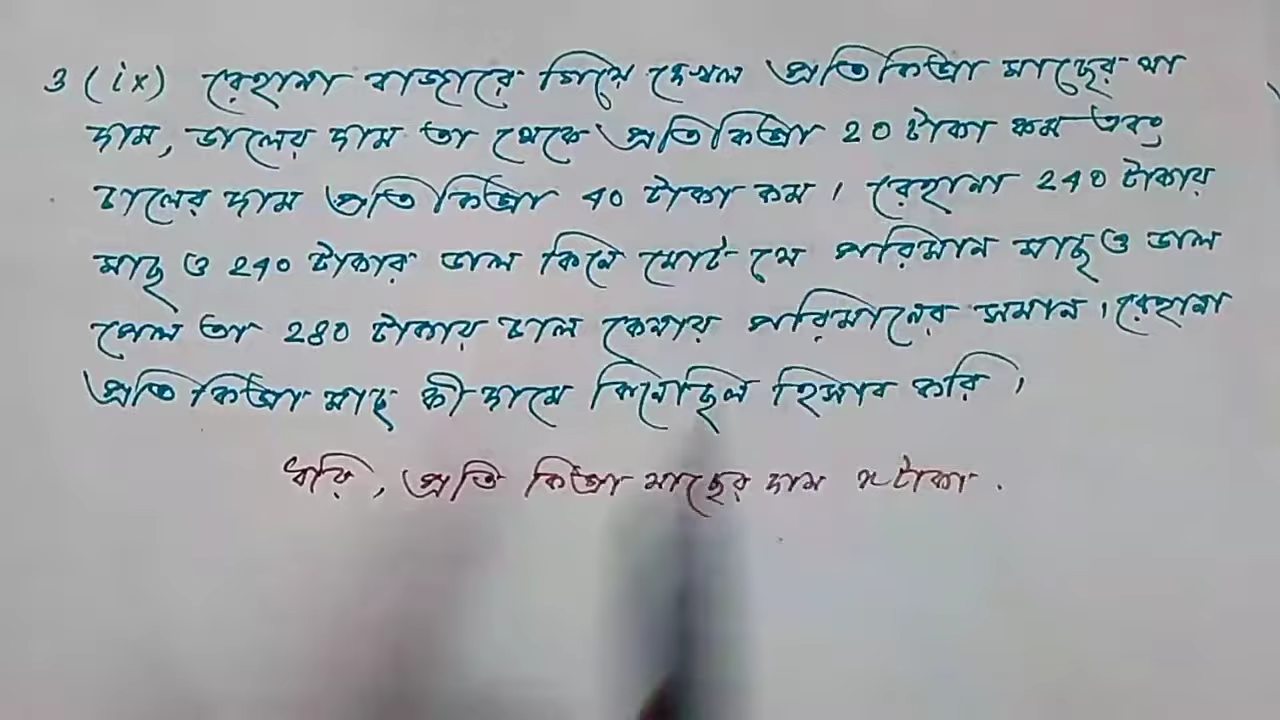 3 (ix) রেহানা বাজারে গিয়ে দেখল প্রতিকিগ্রা মাছের যা
দাম, ডালের দাম তা থেকে প্রতিকিগ্রা 20 টাকা কম এবং
চালের দাম প্রতি কিগ্রা 40 টাকা কম। রেহানা 240 টাকায়
মাছ ও 240 টাকার ডাল কিনে মোট যে পরিমান মাছ ও ডাল
পেল তা 280 টাকায় চাল কেনার পরিমানের সমান। রেহানা
প্রতি কিগ্রা মাছ কী দামে কিনেছিল হিসাব করি।
ধরি, প্রতি কিগ্রা মাছের দাম x টাকা.